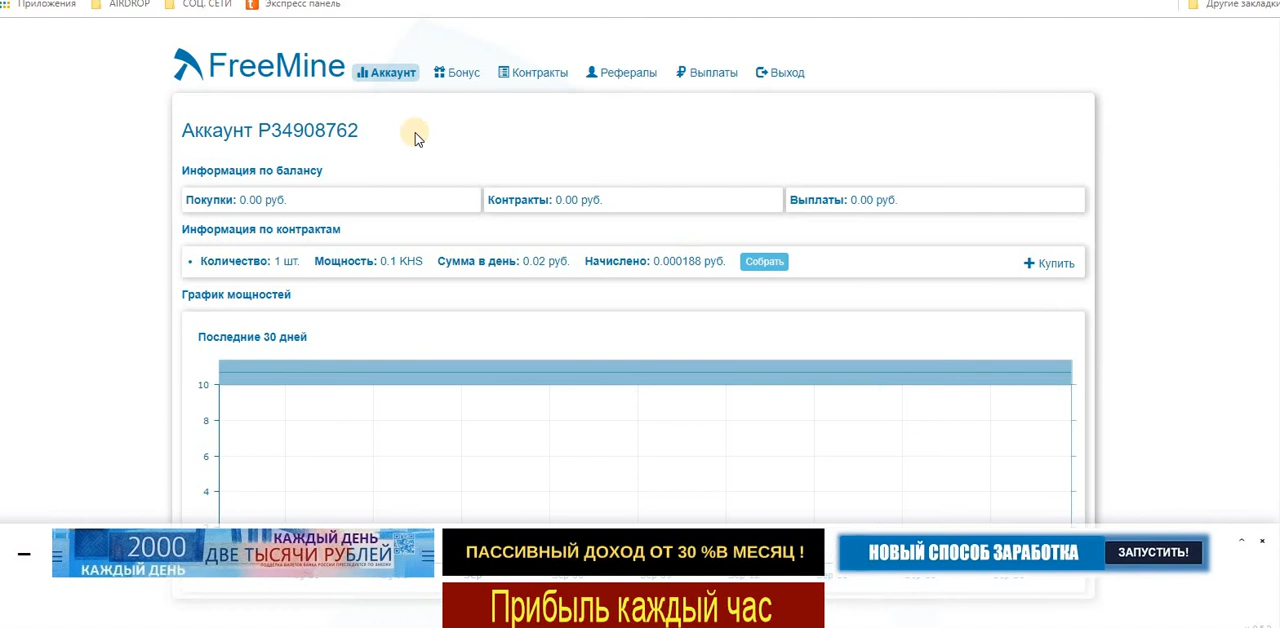 Приложения AIRDROP СОЦ. СЕТИ Экспресс панель Другие закладки
FreeMine Аккаунт Бонус Контракты Рефералы Выплаты Выход
Аккаунт P34908762
Информация по балансу
Покупки: 0.00 руб. Контракты: 0.00 руб. Выплаты: 0.00 руб.
Информация по контрактам
• Количество: 1 шт. Мощность: 0.1 KHS Сумма в день: 0.02 руб. Начислено: 0.000188 руб. Собрать + Купить
График мощностей
Последние 30 дней
10
8
6
4
2000 КАЖДЫЙ ДЕНЬ
ДВЕ ТЫСЯЧИ РУБЛЕЙ
КАЖДЫЙ ДЕНЬ
ПАССИВНЫЙ ДОХОД ОТ 30 %В МЕСЯЦ !
НОВЫЙ СПОСОБ ЗАРАБОТКА ЗАПУСТИТЬ!
Прибыль каждый час